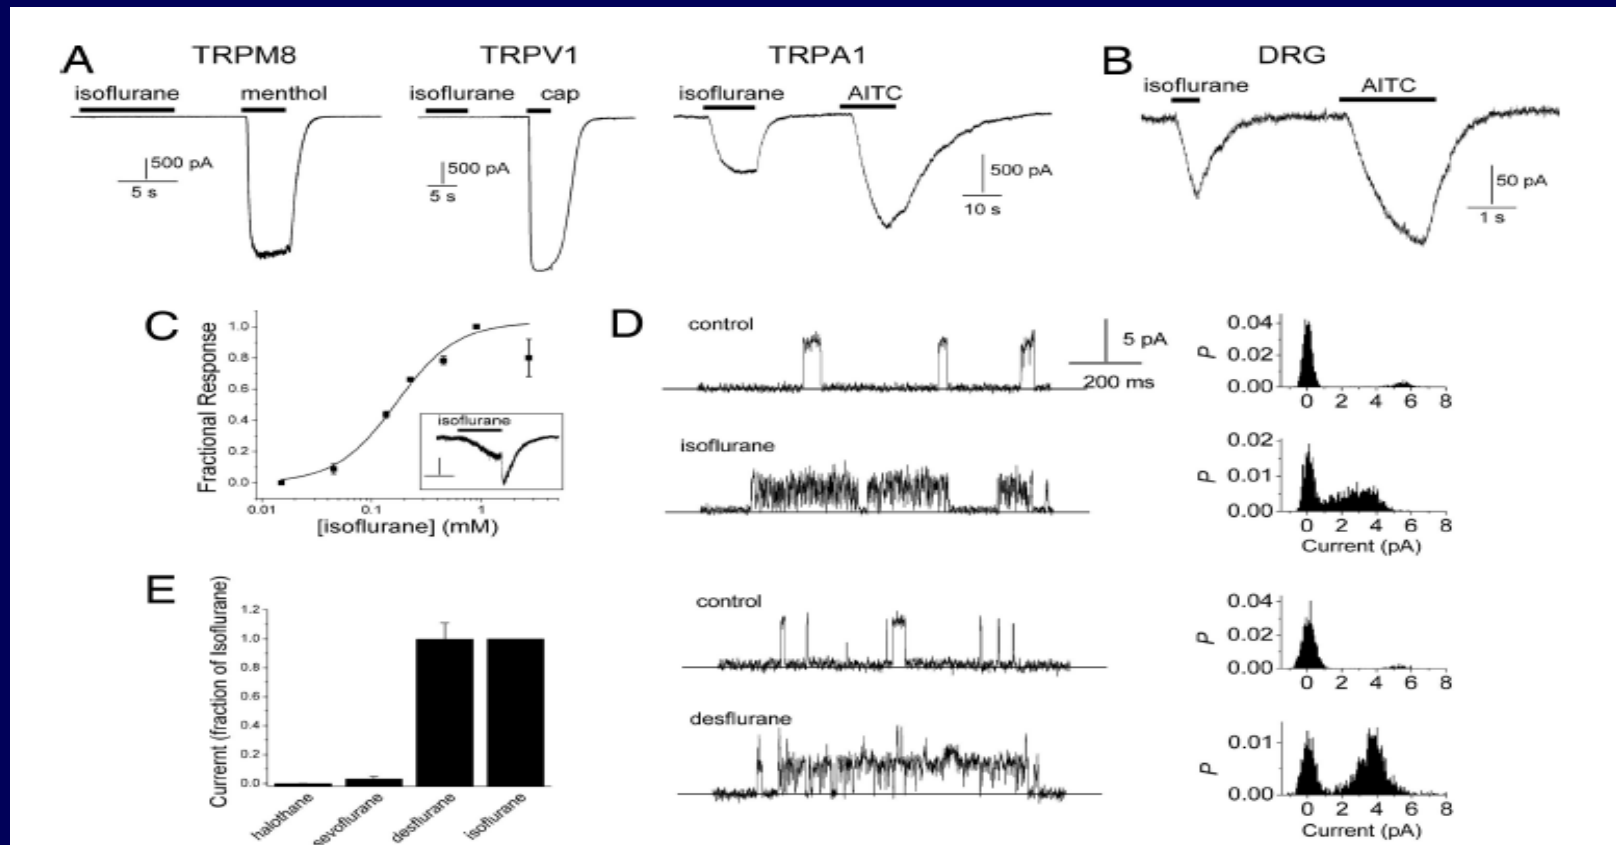 A
TRPM8
TRPV1
TRPA1
B
DRG
isoflurane
menthol
isoflurane
cap
isoflurane
AITC
isoflurane
AITC
500 pA
5 s
500 pA
5 s
500 pA
10 s
50 pA
1 s
C
Fractional Response
1.0
0.8
0.6
0.4
0.2
0.0
0.01
0.1
1
[isoflurane] (mM)
isoflurane
D
control
5 pA
200 ms
P
0.04
0.02
0.00
0 2 4 6 8
isoflurane
P
0.02
0.01
0.00
0 2 4 6 8
Current (pA)
E
Currernt (fraction of Isoflurane)
1.2
1.0
0.8
0.6
0.4
0.2
0.0
halothane
sevoflurane
desflurane
isoflurane
control
P
0.04
0.02
0.00
0 2 4 6 8
desflurane
P
0.01
0.00
0 2 4 6 8
Current (pA)